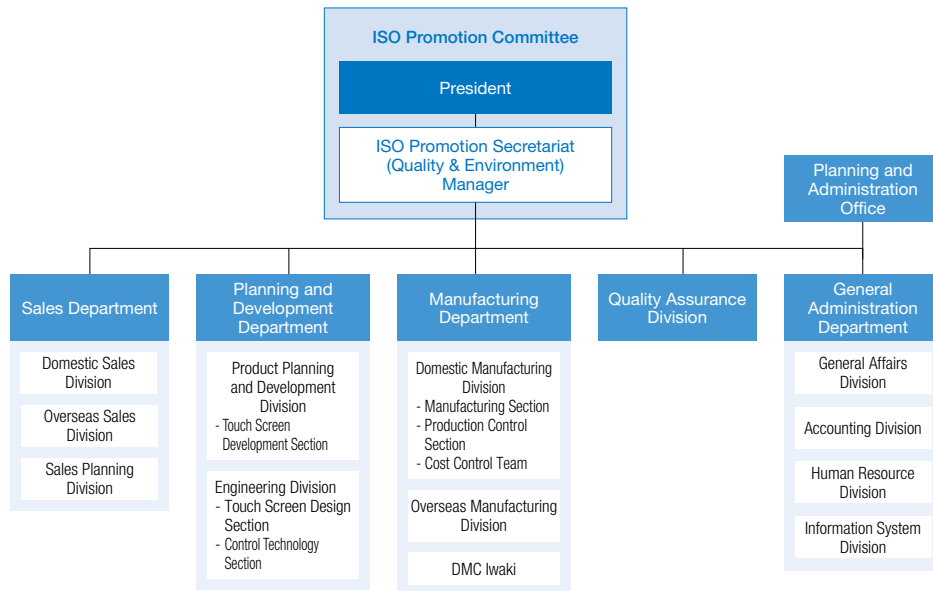 ISO Promotion Committee
President
ISO Promotion Secretariat
(Quality & Environment)
Manager
Planning and
Administration
Office
Sales Department
Domestic Sales
Division
Overseas Sales
Division
Sales Planning
Division
Planning and
Development
Department
Product Planning
and Development
Division
- Touch Screen
Development Section
Engineering Division
- Touch Screen Design
Section
- Control Technology
Section
Manufacturing
Department
Domestic Manufacturing
Division
- Manufacturing Section
- Production Control
Section
- Cost Control Team
Overseas Manufacturing
Division
DMC Iwaki
Quality Assurance
Division
General
Administration
Department
General Affairs
Division
Accounting Division
Human Resource
Division
Information System
Division